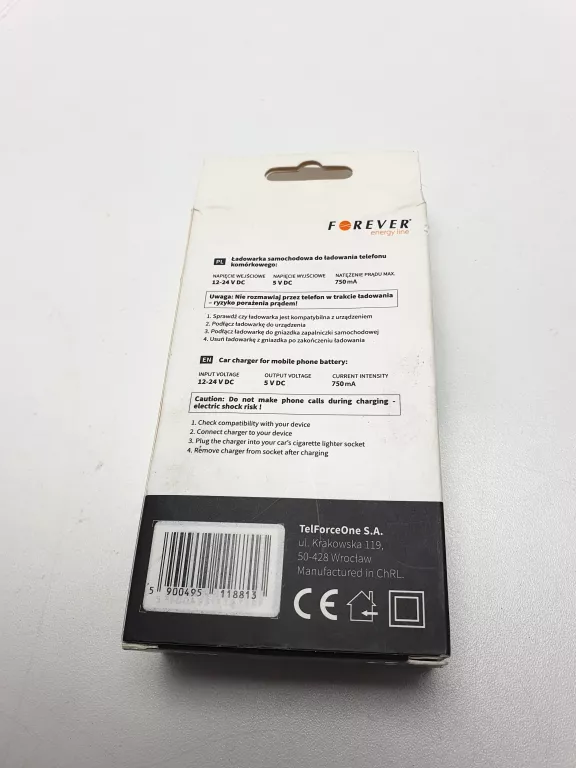 FOREVER
energy line
PL Ładowarka samochodowa do ładowania telefonu
komórkowego:
NAPIĘCIE WEJŚCIOWE NAPIĘCIE WYJŚCIOWE NATĘŻENIE PRĄDU MAX.
12-24 V DC 5 V DC 750 mA
Uwaga: Nie rozmawiaj przez telefon w trakcie ładowania
- ryzyko porażenia prądem!
1. Sprawdź czy ładowarka jest kompatybilna z urządzeniem
2. Podłącz ładowarkę do urządzenia
3. Podłącz ładowarkę do gniazdka zapalniczki samochodowej
4. Usuń ładowarkę z gniazdka po zakończeniu ładowania
EN Car charger for mobile phone battery:
INPUT VOLTAGE OUTPUT VOLTAGE CURRENT INTENSITY
12-24 V DC 5 V DC 750 mA
Caution: Do not make phone calls during charging -
electric shock risk !
1. Check compatibility with your device
2. Connect charger to your device
3. Plug the charger into your car's cigarette lighter socket
4. Remove charger from socket after charging
TelForceOne S.A.
ul. Krakowska 119,
50-428 Wrocław
Manufactured in ChRL.
5 900495 118813
CE